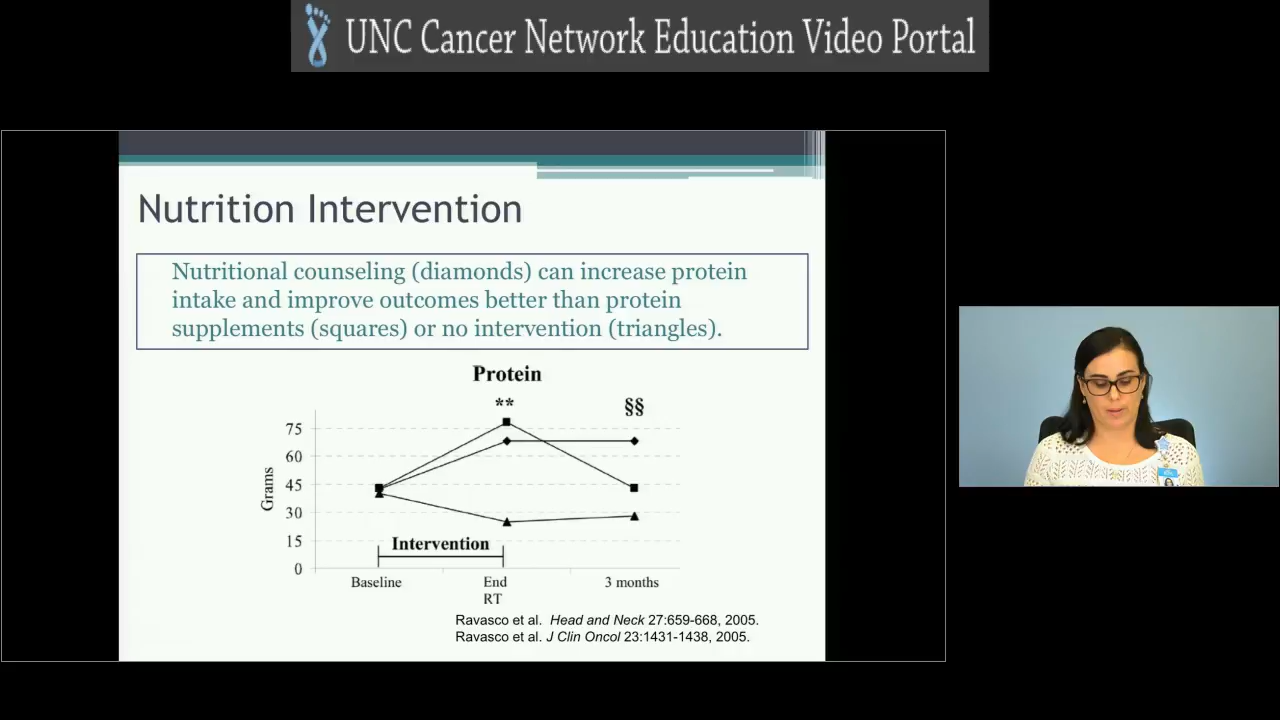 UNC Cancer Network Education Video Portal
Nutrition Intervention
Nutritional counseling (diamonds) can increase protein
intake and improve outcomes better than protein
supplements (squares) or no intervention (triangles).
Protein
** §§
75
60
45
30
15
0
Grams
Intervention
Baseline End 3 months
RT
Ravasco et al. Head and Neck 27:659-668, 2005.
Ravasco et al. J Clin Oncol 23:1431-1438, 2005.